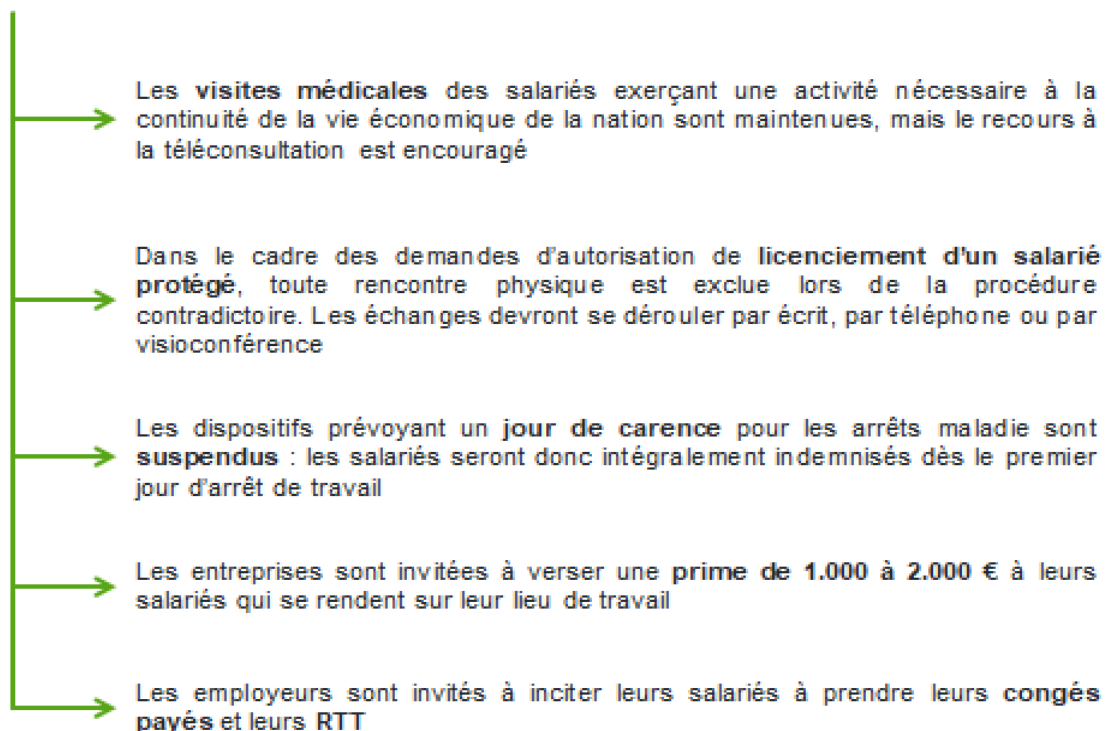 Les visites médicales des salariés exerçant une activité nécessaire à la
continuité de la vie économique de la nation sont maintenues, mais le recours à
la téléconsultation est encouragé
Dans le cadre des demandes d'autorisation de licenciement d'un salarié
protégé, toute rencontre physique est exclue lors de la procédure
contradictoire. Les échanges devront se dérouler par écrit, par téléphone ou par
visioconférence
Les dispositifs prévoyant un jour de carence pour les arrêts maladie sont
suspendus : les salariés seront donc intégralement indemnisés dès le premier
jour d'arrêt de travail
Les entreprises sont invitées à verser une prime de 1.000 à 2.000 € à leurs
salariés qui se rendent sur leur lieu de travail
Les employeurs sont invités à inciter leurs salariés à prendre leurs congés
payés et leurs RTT